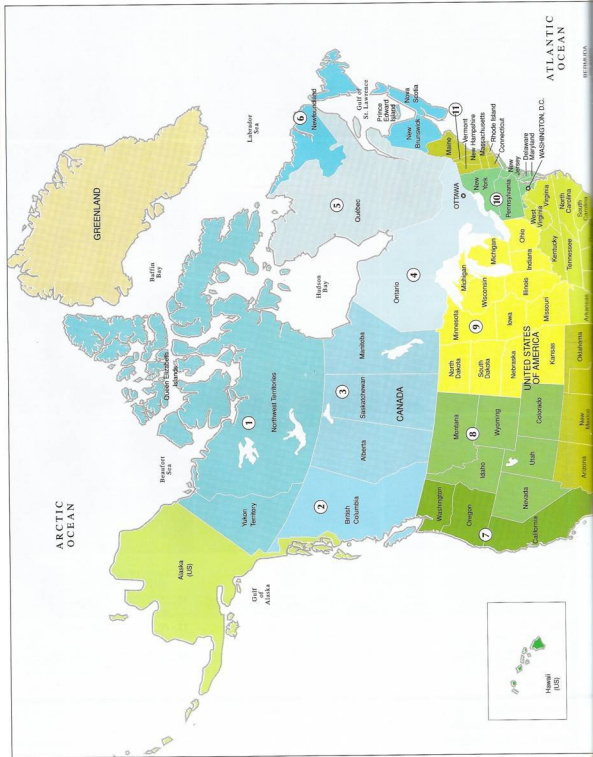 ARCTIC
OCEAN
ATLANTIC
OCEAN
BERMUDA
GREENLAND
Baffin
Bay
Labrador
Sea
Beaufort
Sea
Queen Elizabeth
Islands
Alaska
(US)
Gulf
of
Alaska
1
Northwest Territories
Yukon
Territory
Hudson
Bay
2
British
Columbia
Alberta
3
Saskatchewan
Manitoba
CANADA
4
Ontario
5
Québec
6
Newfoundland
Gulf of
St. Lawrence
Prince
Edward
Island
Nova
Scotia
New
Brunswick
OTTAWA
7
Washington
Oregon
California
Nevada
8
Montana
Idaho
Wyoming
Utah
Colorado
Arizona
New
Mexico
9
North
Dakota
South
Dakota
Nebraska
Kansas
Minnesota
Iowa
Missouri
Wisconsin
Michigan
Michigan
Illinois
Indiana
Ohio
UNITED STATES
OF AMERICA
Oklahoma
Arkansas
Kentucky
Tennessee
West
Virginia
Virginia
North
Carolina
South
Carolina
10
New
York
Pennsylvania
New
Jersey
Delaware
Maryland
WASHINGTON, D.C.
11
Maine
Vermont
New Hampshire
Massachusetts
Rhode Island
Connecticut
Hawaii
(US)